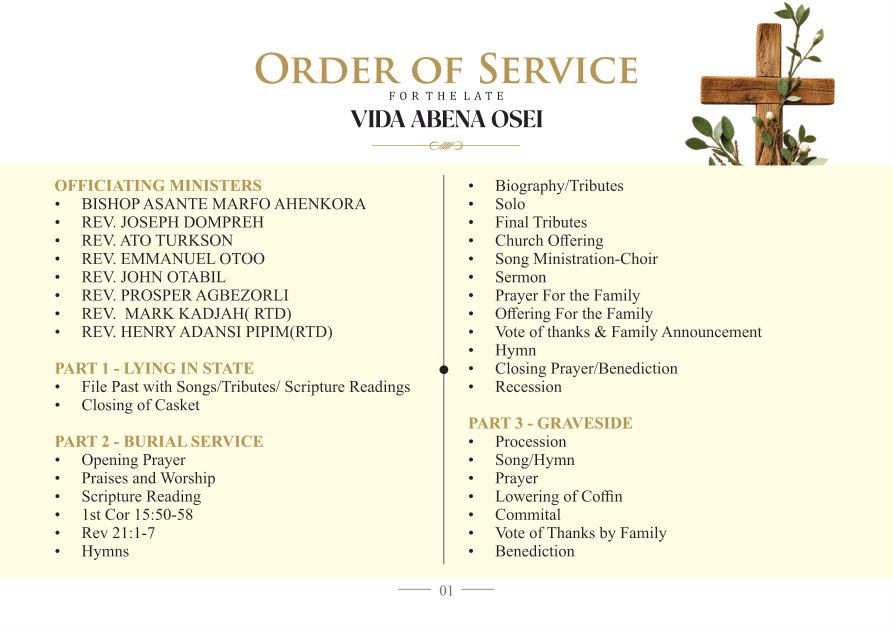 ORDER OF SERVICE
FOR THE LATE
VIDA ABENA OSEI
OFFICIATING MINISTERS
• BISHOP ASANTE MARFO AHENKORA
• REV. JOSEPH DOMPREH
• REV. ATO TURKSON
• REV. EMMANUEL OTOO
• REV. JOHN OTABIL
• REV. PROSPER AGBEZORLI
• REV. MARK KADJAH( RTD)
• REV. HENRY ADANSI PIPIM(RTD)
PART 1 - LYING IN STATE
• File Past with Songs/Tributes/ Scripture Readings
• Closing of Casket
PART 2 - BURIAL SERVICE
• Opening Prayer
• Praises and Worship
• Scripture Reading
• 1st Cor 15:50-58
• Rev 21:1-7
• Hymns
• Biography/Tributes
• Solo
• Final Tributes
• Church Offering
• Song Ministration-Choir
• Sermon
• Prayer For the Family
• Offering For the Family
• Vote of thanks & Family Announcement
• Hymn
• Closing Prayer/Benediction
• Recession
PART 3 - GRAVESIDE
• Procession
• Song/Hymn
• Prayer
• Lowering of Coffin
• Commital
• Vote of Thanks by Family
• Benediction
01